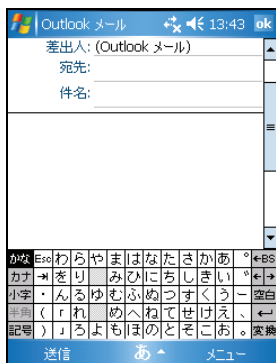 Outlook メール 13:43 ok
差出人: (Outlook メール)
宛先:
件名:
かな Esc わ ら や ま は な た さ か あ ゜ ←BS
カナ →| を り み ひ に ち し き い ゛ ← →
小字 ・ ん る ゆ む ふ ぬ つ す く う ー 空白
半角 ( 「 れ め へ ね て せ け え 、 ↵
記号 ) 」 ろ よ も ほ の と そ こ お 。 変換
送信 あ メニュー